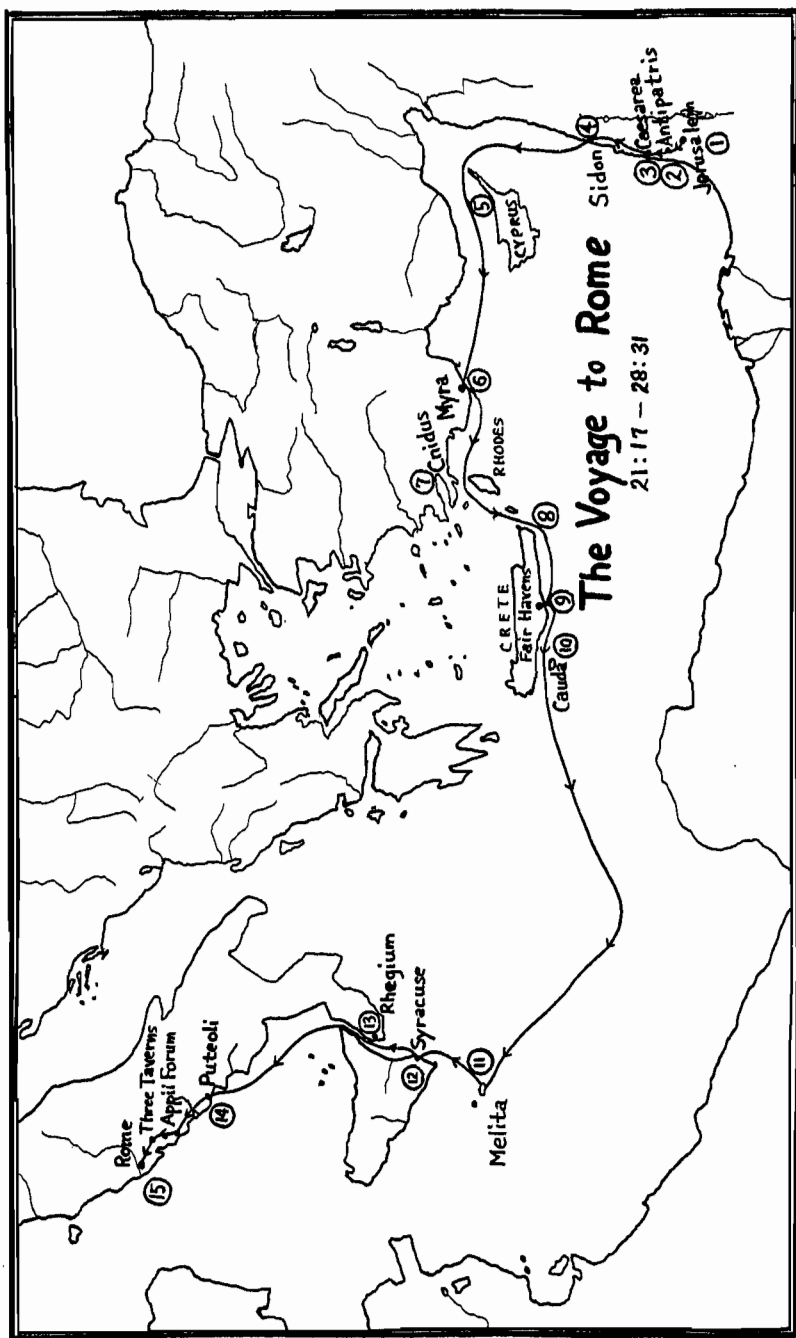 The Voyage to Rome
21:17 – 28:31
Rome
15
Three Taverns
Appii Forum
Puteoli
14
13
Rhegium
Syracuse
12
11
Melita
CRETE
Fair Havens
9
10
Cauda
8
RHODES
7
Cnidus
Myra
6
5
CYPRUS
4
Sidon
3
Caesarea
Antipatris
2
Jerusalem
1